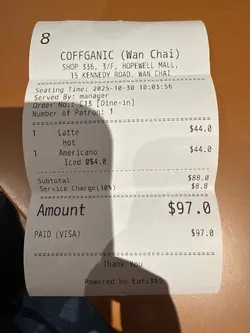 8
COFFGANIC (Wan Chai)
SHOP 336, 3/F, HOPEWELL MALL,
15 KENNEDY ROAD, WAN CHAI
Seating Time: 2025-10-30 10:03:56
Served By: manager
Order No.: C13 [Dine-in]
Number of Patron: 1
1 Latte $44.0
Hot
1 Americano $44.0
Iced @$4.0
Subtotal $88.0
Service Charge(10%) $8.8
Amount $97.0
PAID (VISA) $97.0
Thank You
Powered by Eats365